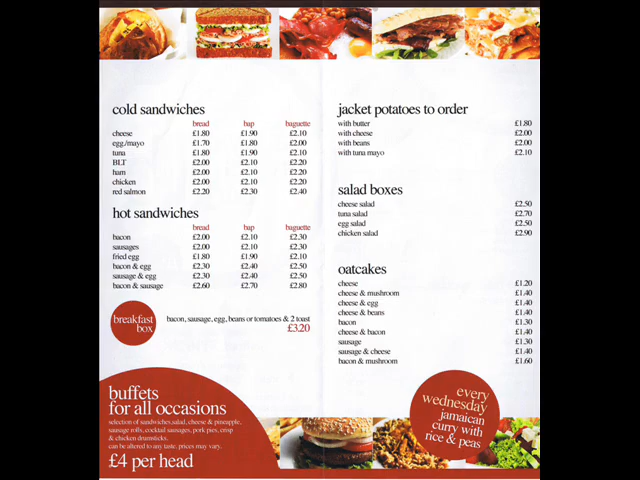 cold sandwiches
bread bap baguette
cheese £1.80 £1.90 £2.10
egg/mayo £1.70 £1.80 £2.00
tuna £1.80 £1.90 £2.10
BLT £2.00 £2.10 £2.20
ham £2.00 £2.10 £2.20
chicken £2.00 £2.10 £2.20
red salmon £2.20 £2.30 £2.40
hot sandwiches
bread bap baguette
bacon £2.00 £2.10 £2.30
sausages £2.00 £2.10 £2.30
fried egg £1.80 £1.90 £2.10
bacon & egg £2.30 £2.40 £2.50
sausage & egg £2.30 £2.40 £2.50
bacon & sausage £2.60 £2.70 £2.80
breakfast
box
bacon, sausage, egg, beans or tomatoes & 2 toast
£3.20
buffets
for all occasions
selection of sandwiches,salad, cheese & pineapple,
sausage rolls, cocktail sausages, pork pies, crisp
& chicken drumsticks.
can be altered to any taste. prices may vary.
£4 per head
jacket potatoes to order
with butter £1.80
with cheese £2.00
with beans £2.00
with tuna mayo £2.10
salad boxes
cheese salad £2.50
tuna salad £2.70
egg salad £2.50
chicken salad £2.90
oatcakes
cheese £1.20
cheese & mushroom £1.40
cheese & egg £1.40
cheese & beans £1.40
bacon £1.30
cheese & bacon £1.40
sausage £1.30
sausage & cheese £1.40
bacon & mushroom £1.60
every
wednesday
jamaican
curry with
rice & peas